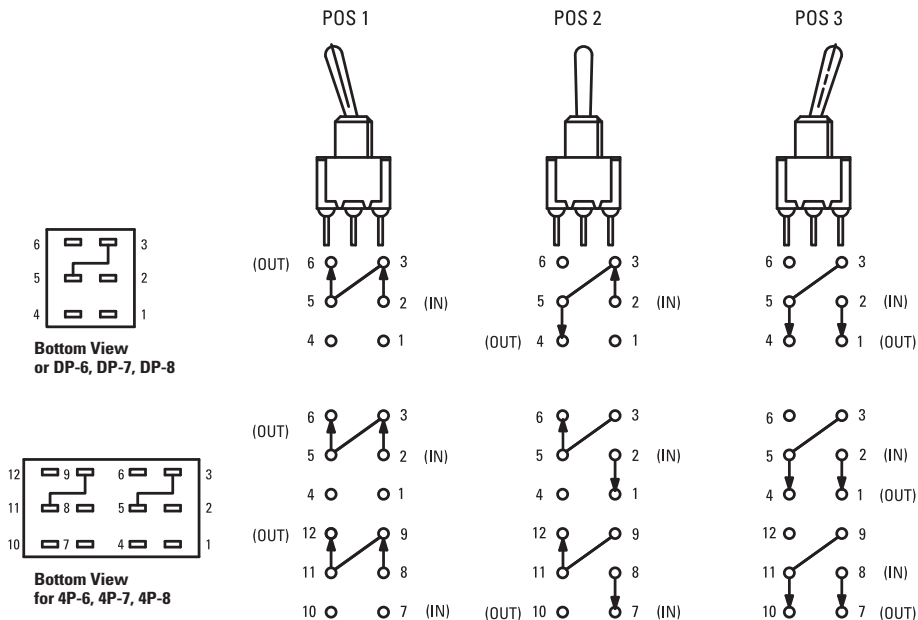 POS 1 POS 2 POS 3
6 3
5 2
4 1
Bottom View
or DP-6, DP-7, DP-8
(OUT) 6 3 6 3 6 3
5 2 (IN) 5 2 (IN) 5 2 (IN)
4 1 (OUT) 4 1 4 1 (OUT)
12 9 6 3
11 8 5 2
10 7 4 1
Bottom View
for 4P-6, 4P-7, 4P-8
(OUT) 6 3 6 3 6 3
5 2 (IN) 5 2 (IN) 5 2 (IN)
4 1 4 1 4 1 (OUT)
(OUT) 12 9 12 9 12 9
11 8 11 8 11 8 (IN)
10 7 (IN) (OUT) 10 7 (IN) 10 7 (OUT)